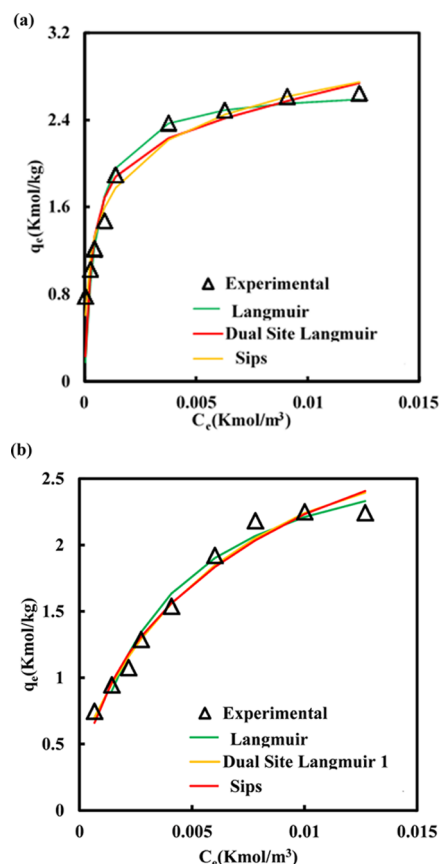 (a)
3.2
2.4
1.6
0.8
0
qe(Kmol/kg)
Experimental
Langmuir
Dual Site Langmuir
Sips
0 0.005 0.01 0.015
Ce(Kmol/m³)
(b)
2.5
2
1.5
1
0.5
0
qe(Kmol/kg)
Experimental
Langmuir
Dual Site Langmuir 1
Sips
0 0.005 0.01 0.015
Ce(Kmol/m³)